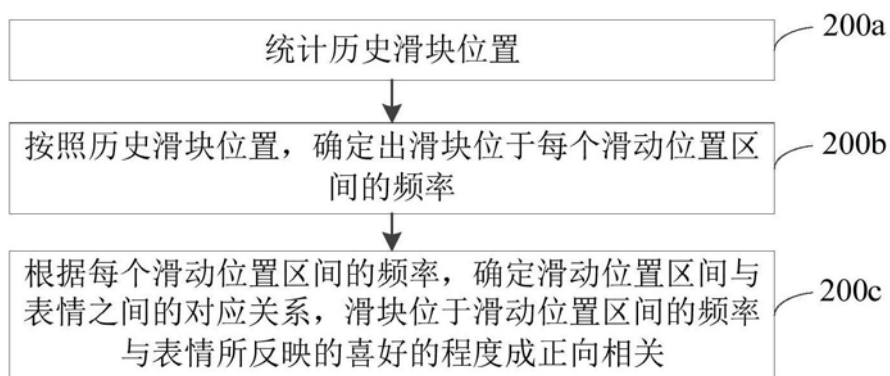 统计历史滑块位置
200a
按照历史滑块位置，确定出滑块位于每个滑动位置区
间的频率
200b
根据每个滑动位置区间的频率，确定滑动位置区间与
表情之间的对应关系，滑块位于滑动位置区间的频率
与表情所反映的喜好的程度成正向相关
200c